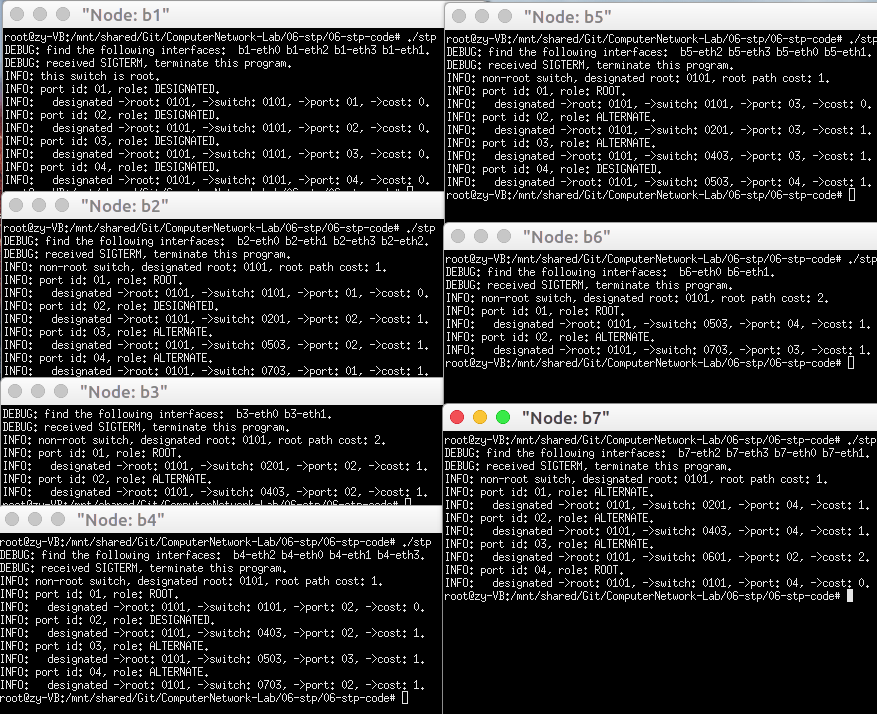 "Node: b1"
root@zy-VB:/mnt/shared/Git/ComputerNetwork-Lab/06-stp/06-stp-code# ./stp
DEBUG: find the following interfaces:  b1-eth0 b1-eth2 b1-eth3 b1-eth1.
DEBUG: received SIGTERM, terminate this program.
INFO: this switch is root.
INFO: port id: 01, role: DESIGNATED.
INFO:   designated ->root: 0101, ->switch: 0101, ->port: 01, ->cost: 0.
INFO: port id: 02, role: DESIGNATED.
INFO:   designated ->root: 0101, ->switch: 0101, ->port: 02, ->cost: 0.
INFO: port id: 03, role: DESIGNATED.
INFO:   designated ->root: 0101, ->switch: 0101, ->port: 03, ->cost: 0.
INFO: port id: 04, role: DESIGNATED.
INFO:   designated ->root: 0101, ->switch: 0101, ->port: 04, ->cost: 0.
"Node: b2"
root@zy-VB:/mnt/shared/Git/ComputerNetwork-Lab/06-stp/06-stp-code# ./stp
DEBUG: find the following interfaces:  b2-eth0 b2-eth1 b2-eth3 b2-eth2.
DEBUG: received SIGTERM, terminate this program.
INFO: non-root switch, designated root: 0101, root path cost: 1.
INFO: port id: 01, role: ROOT.
INFO:   designated ->root: 0101, ->switch: 0101, ->port: 01, ->cost: 0.
INFO: port id: 02, role: DESIGNATED.
INFO:   designated ->root: 0101, ->switch: 0201, ->port: 02, ->cost: 1.
INFO: port id: 03, role: ALTERNATE.
INFO:   designated ->root: 0101, ->switch: 0503, ->port: 02, ->cost: 1.
INFO: port id: 04, role: ALTERNATE.
INFO:   designated ->root: 0101, ->switch: 0703, ->port: 01, ->cost: 1.
"Node: b3"
DEBUG: find the following interfaces:  b3-eth0 b3-eth1.
DEBUG: received SIGTERM, terminate this program.
INFO: non-root switch, designated root: 0101, root path cost: 2.
INFO: port id: 01, role: ROOT.
INFO:   designated ->root: 0101, ->switch: 0201, ->port: 02, ->cost: 1.
INFO: port id: 02, role: ALTERNATE.
INFO:   designated ->root: 0101, ->switch: 0403, ->port: 02, ->cost: 1.
root@zy-VB:/mnt/shared/Git/ComputerNetwork-Lab/06-stp/06-stp-code#
"Node: b4"
root@zy-VB:/mnt/shared/Git/ComputerNetwork-Lab/06-stp/06-stp-code# ./stp
DEBUG: find the following interfaces:  b4-eth2 b4-eth0 b4-eth1 b4-eth3.
DEBUG: received SIGTERM, terminate this program.
INFO: non-root switch, designated root: 0101, root path cost: 1.
INFO: port id: 01, role: ROOT.
INFO:   designated ->root: 0101, ->switch: 0101, ->port: 02, ->cost: 0.
INFO: port id: 02, role: DESIGNATED.
INFO:   designated ->root: 0101, ->switch: 0403, ->port: 02, ->cost: 1.
INFO: port id: 03, role: ALTERNATE.
INFO:   designated ->root: 0101, ->switch: 0503, ->port: 03, ->cost: 1.
INFO: port id: 04, role: ALTERNATE.
INFO:   designated ->root: 0101, ->switch: 0703, ->port: 02, ->cost: 1.
root@zy-VB:/mnt/shared/Git/ComputerNetwork-Lab/06-stp/06-stp-code#
"Node: b5"
root@zy-VB:/mnt/shared/Git/ComputerNetwork-Lab/06-stp/06-stp-code# ./stp
DEBUG: find the following interfaces:  b5-eth2 b5-eth3 b5-eth0 b5-eth1.
DEBUG: received SIGTERM, terminate this program.
INFO: non-root switch, designated root: 0101, root path cost: 1.
INFO: port id: 01, role: ROOT.
INFO:   designated ->root: 0101, ->switch: 0101, ->port: 03, ->cost: 0.
INFO: port id: 02, role: ALTERNATE.
INFO:   designated ->root: 0101, ->switch: 0201, ->port: 03, ->cost: 1.
INFO: port id: 03, role: ALTERNATE.
INFO:   designated ->root: 0101, ->switch: 0403, ->port: 03, ->cost: 1.
INFO: port id: 04, role: DESIGNATED.
INFO:   designated ->root: 0101, ->switch: 0503, ->port: 04, ->cost: 1.
root@zy-VB:/mnt/shared/Git/ComputerNetwork-Lab/06-stp/06-stp-code#
"Node: b6"
root@zy-VB:/mnt/shared/Git/ComputerNetwork-Lab/06-stp/06-stp-code# ./stp
DEBUG: find the following interfaces:  b6-eth0 b6-eth1.
DEBUG: received SIGTERM, terminate this program.
INFO: non-root switch, designated root: 0101, root path cost: 2.
INFO: port id: 01, role: ROOT.
INFO:   designated ->root: 0101, ->switch: 0503, ->port: 04, ->cost: 1.
INFO: port id: 02, role: ALTERNATE.
INFO:   designated ->root: 0101, ->switch: 0703, ->port: 03, ->cost: 1.
root@zy-VB:/mnt/shared/Git/ComputerNetwork-Lab/06-stp/06-stp-code#
"Node: b7"
root@zy-VB:/mnt/shared/Git/ComputerNetwork-Lab/06-stp/06-stp-code# ./stp
DEBUG: find the following interfaces:  b7-eth2 b7-eth3 b7-eth0 b7-eth1.
DEBUG: received SIGTERM, terminate this program.
INFO: non-root switch, designated root: 0101, root path cost: 1.
INFO: port id: 01, role: ALTERNATE.
INFO:   designated ->root: 0101, ->switch: 0201, ->port: 04, ->cost: 1.
INFO: port id: 02, role: ALTERNATE.
INFO:   designated ->root: 0101, ->switch: 0403, ->port: 04, ->cost: 1.
INFO: port id: 03, role: ALTERNATE.
INFO:   designated ->root: 0101, ->switch: 0601, ->port: 02, ->cost: 2.
INFO: port id: 04, role: ROOT.
INFO:   designated ->root: 0101, ->switch: 0101, ->port: 04, ->cost: 0.
root@zy-VB:/mnt/shared/Git/ComputerNetwork-Lab/06-stp/06-stp-code#